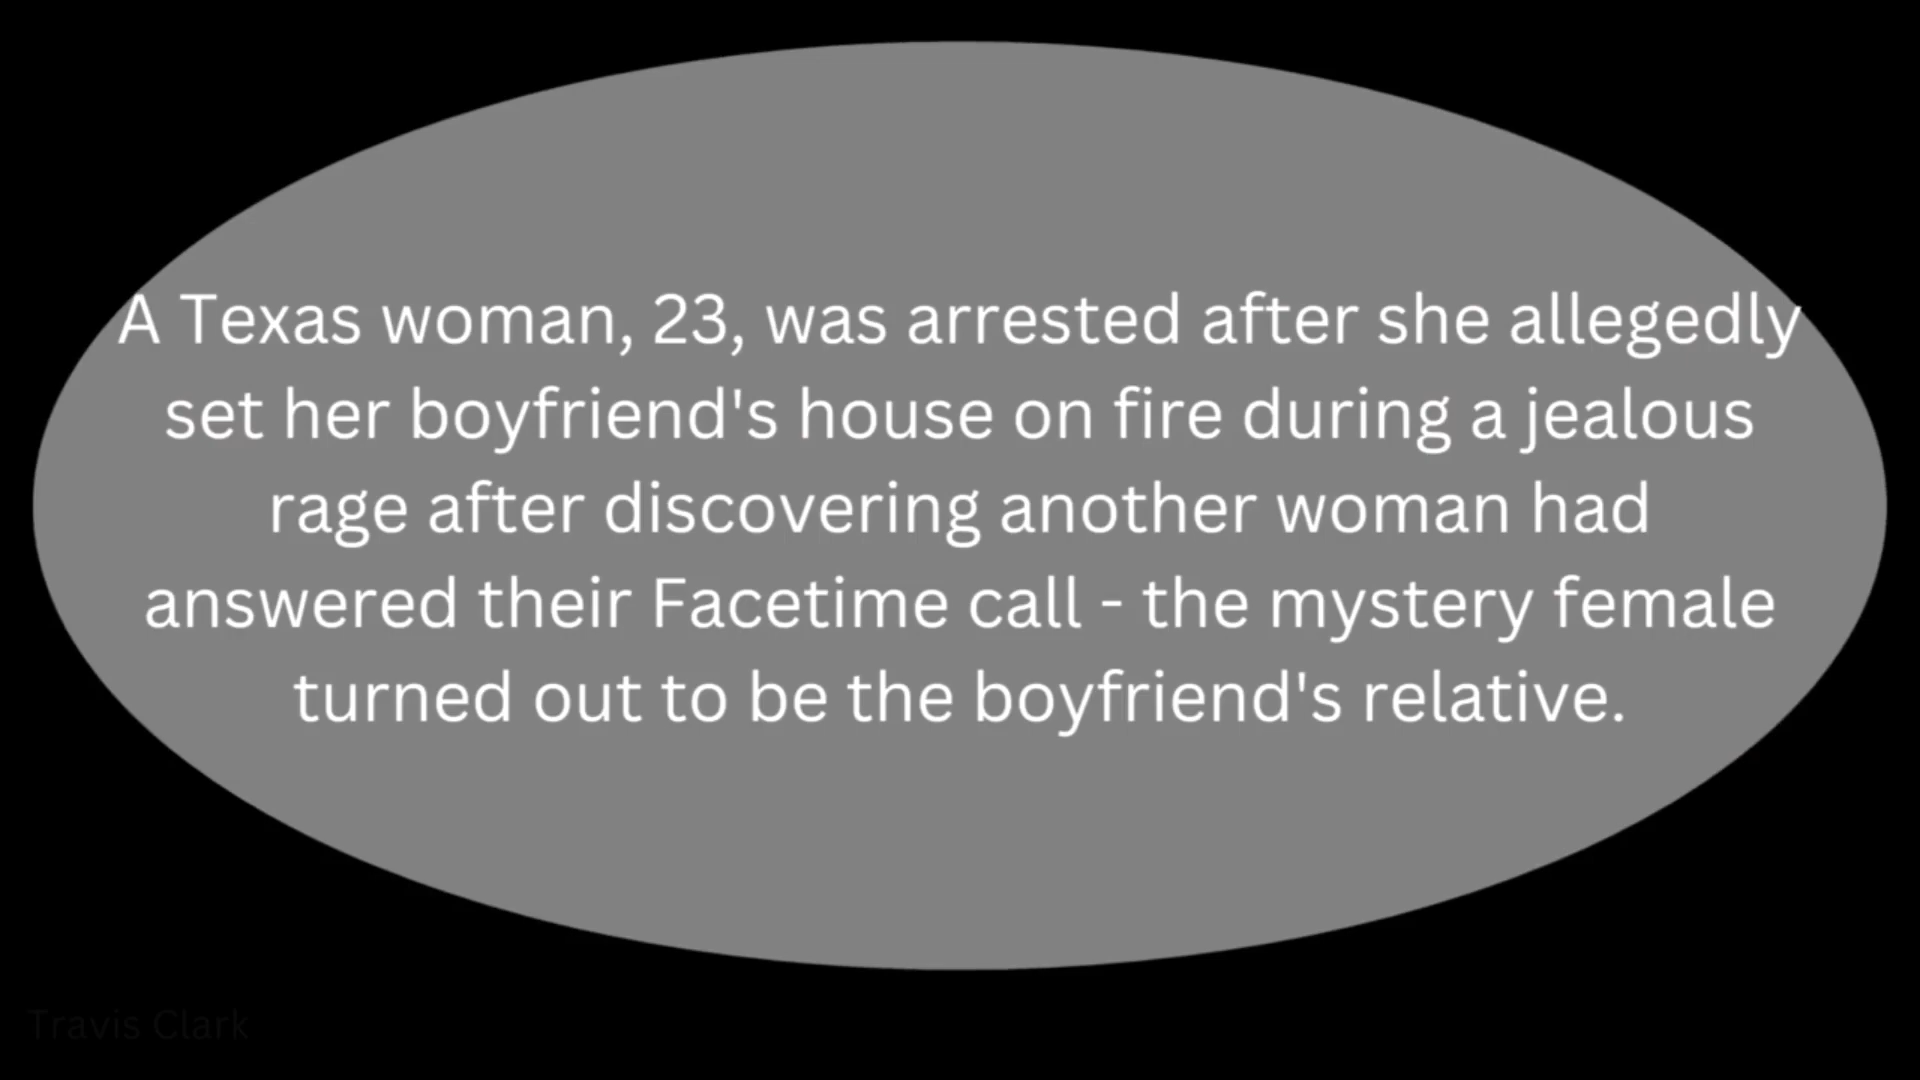 A Texas woman, 23, was arrested after she allegedly
set her boyfriend's house on fire during a jealous
rage after discovering another woman had
answered their Facetime call - the mystery female
turned out to be the boyfriend's relative.
Travis Clark